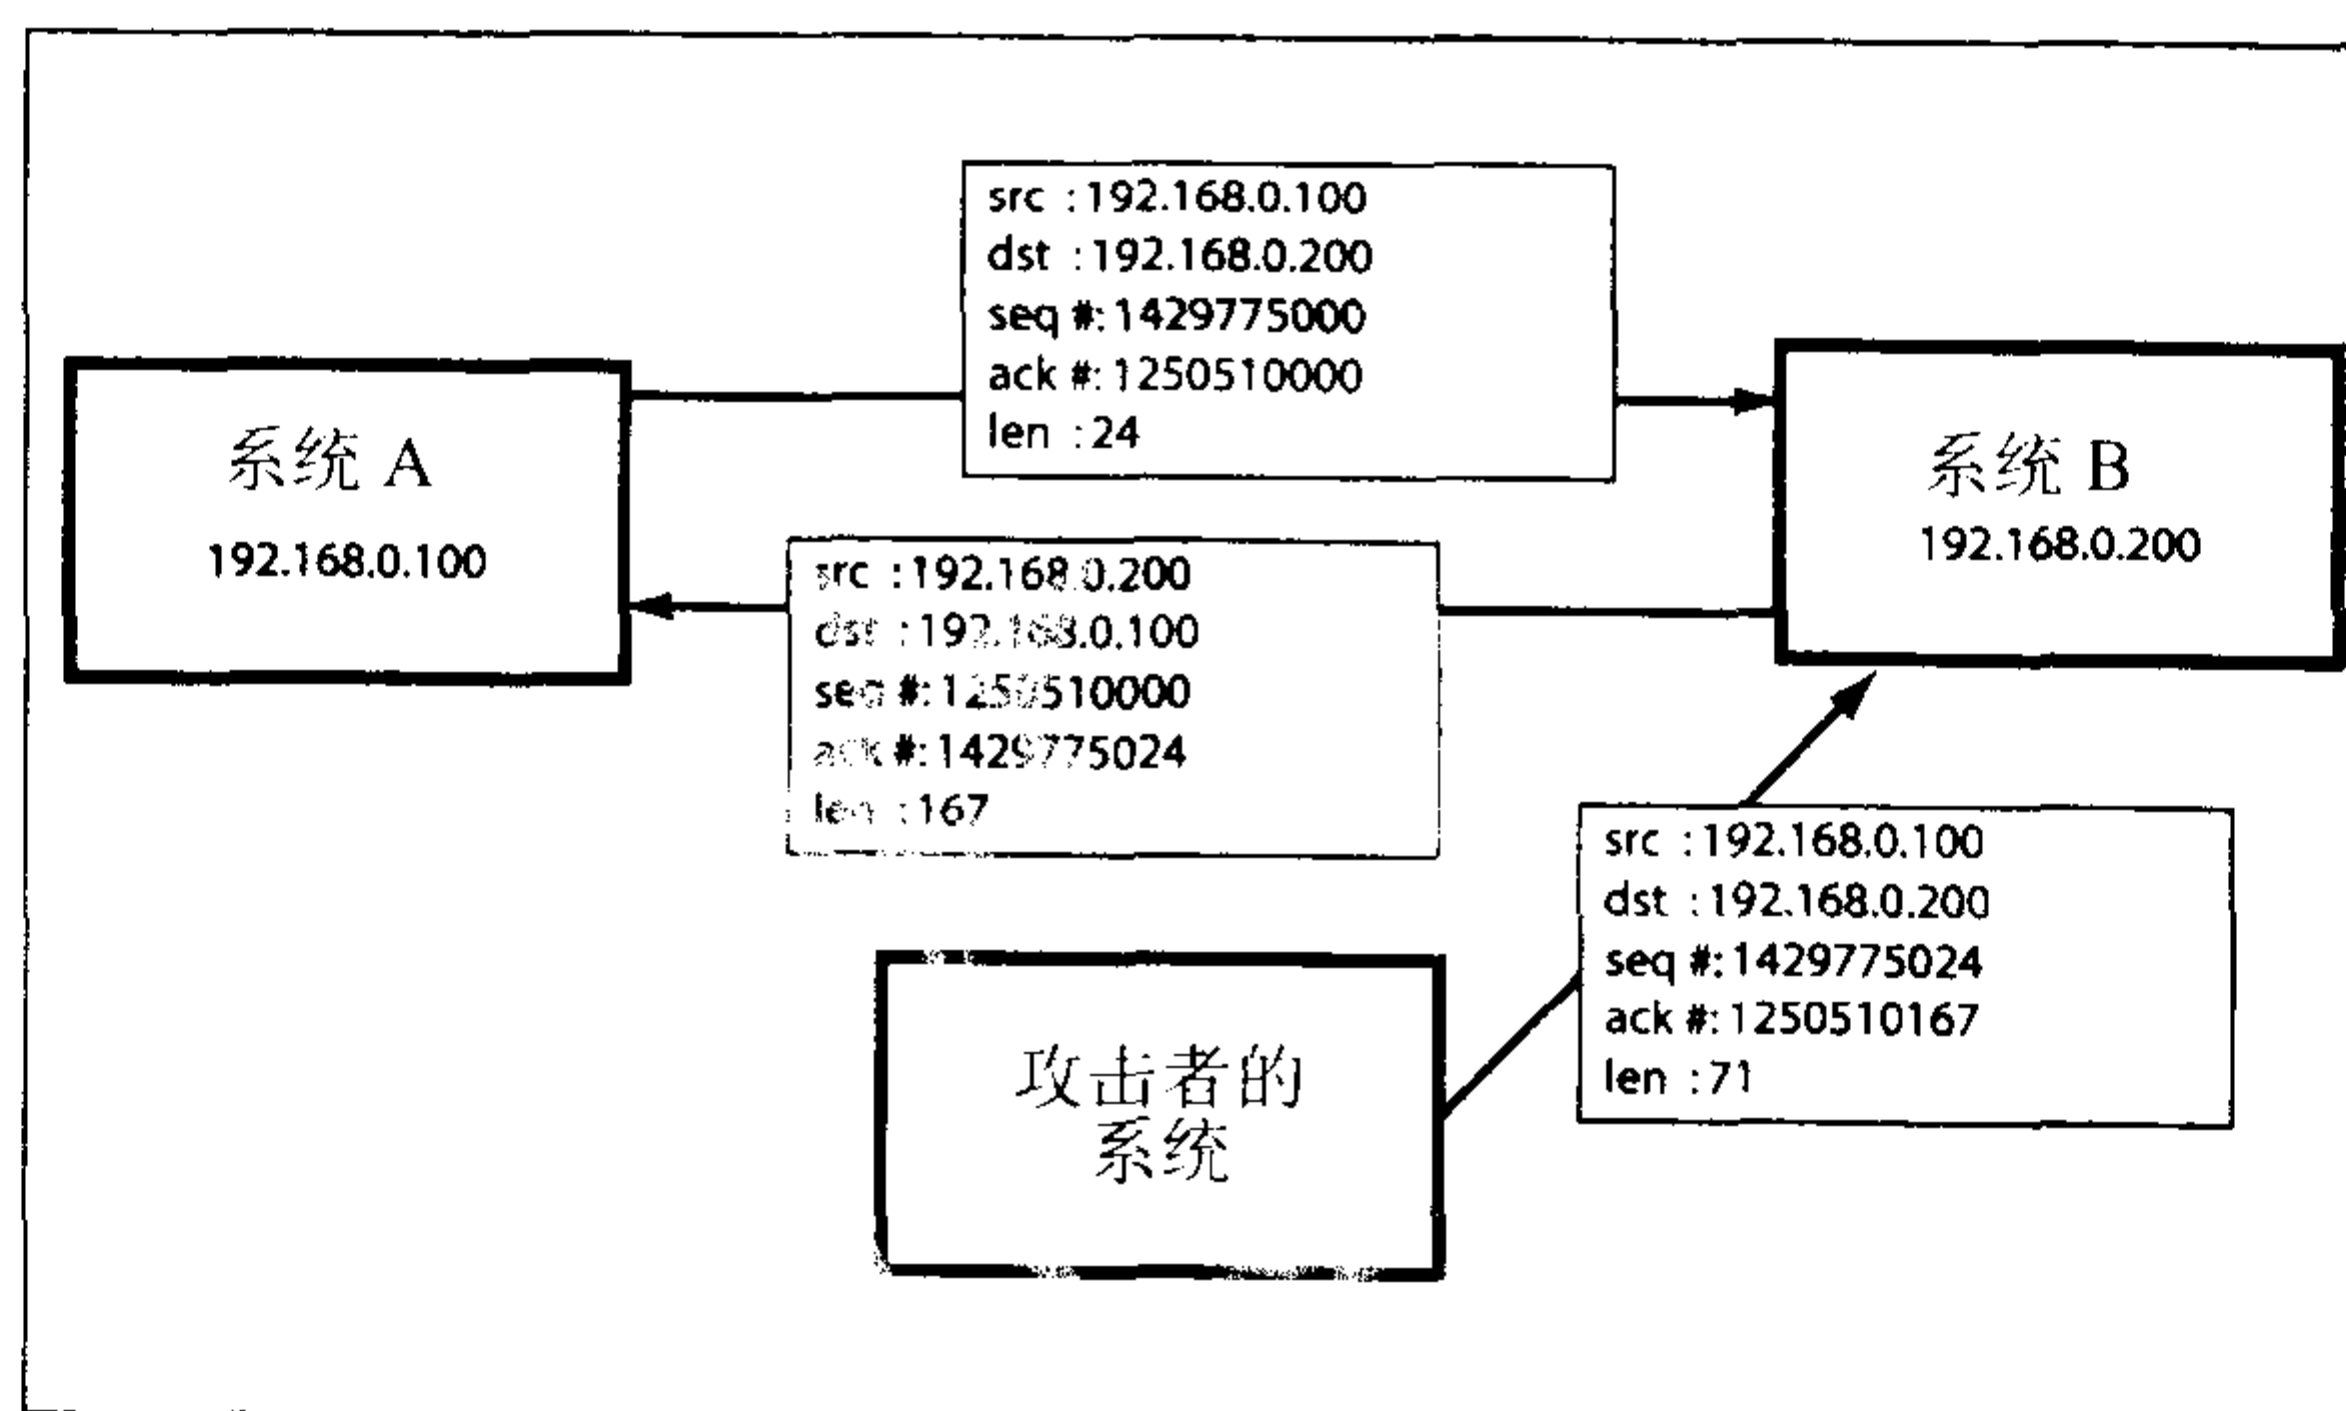 src :192.168.0.100
dst :192.168.0.200
seq #:1429775000
ack #:1250510000
len :24
系统 A
192.168.0.100
系统 B
192.168.0.200
src :192.168.0.200
dst :192.168.0.100
seq #:1250510000
ack #:1429775024
len :167
src :192.168.0.100
dst :192.168.0.200
seq #:1429775024
ack #:1250510167
len :71
攻击者的
系统